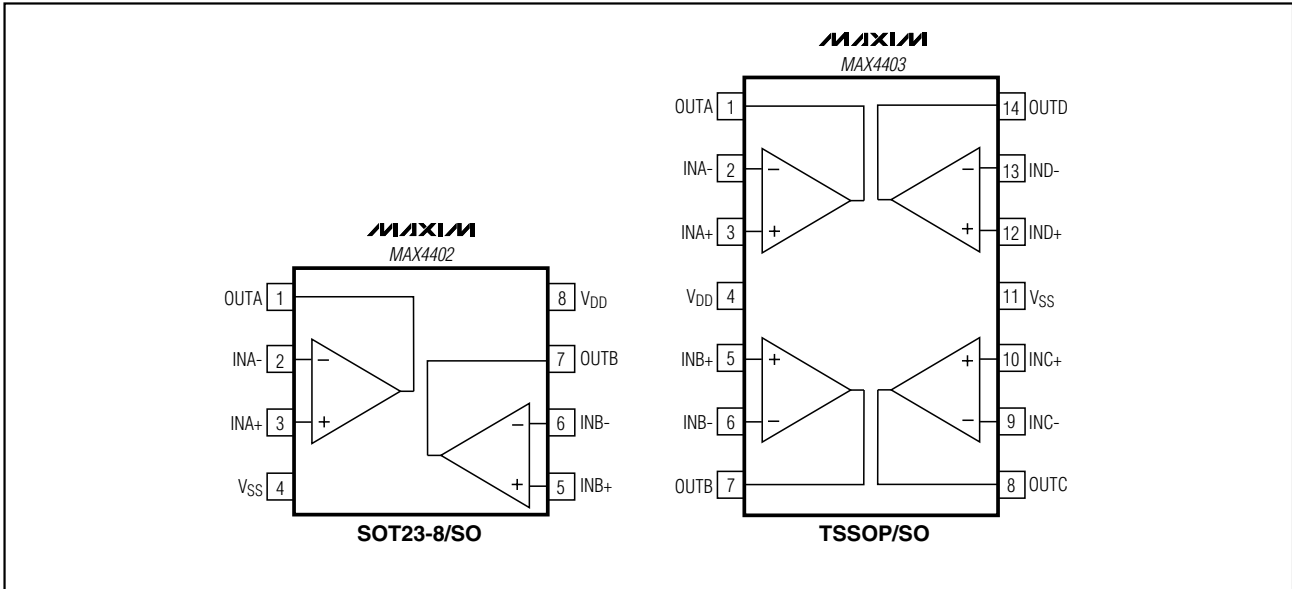 MAXIM
MAX4402
OUTA 1
INA- 2
−
INA+ 3
+
VSS 4
8 VDD
7 OUTB
− 6 INB-
+ 5 INB+
SOT23-8/SO
MAXIM
MAX4403
OUTA 1
INA- 2 −
INA+ 3 +
VDD 4
INB+ 5 +
INB- 6 −
OUTB 7
14 OUTD
− 13 IND-
+ 12 IND+
11 VSS
+ 10 INC+
− 9 INC-
8 OUTC
TSSOP/SO